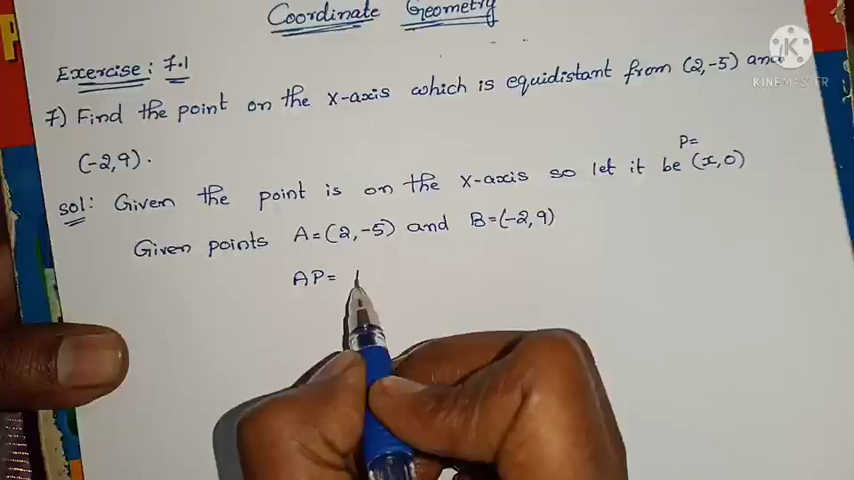 Coordinate Geometry
Exercise: 7.1
7) Find the point on the x-axis which is equidistant from (2,-5) and
(-2,9).
sol: Given the point is on the x-axis so let it be P= (x,0)
Given points A=(2,-5) and B=(-2,9)
AP=
KINEMASTER